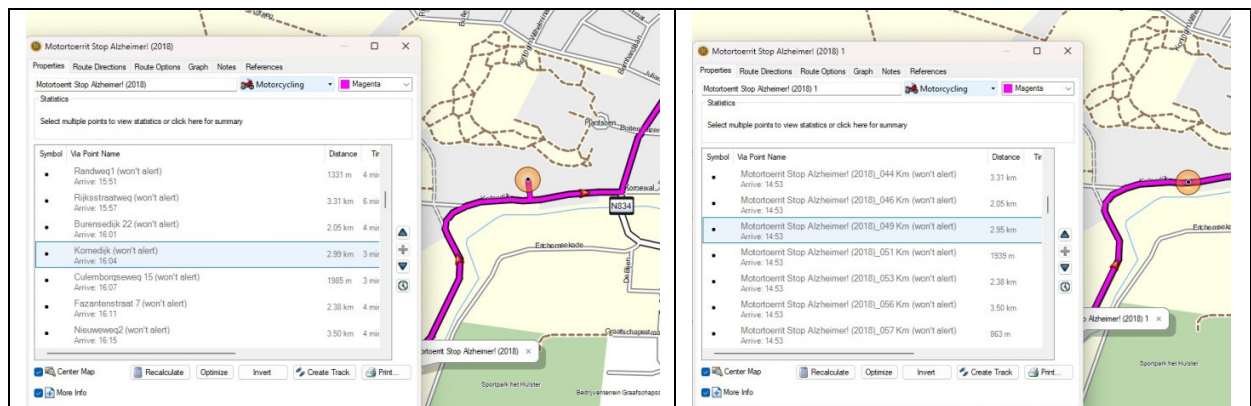 Motortoerrit Stop Alzheimer! (2018)
Properties Route Directions Route Options Graph Notes References
Motortoerrit Stop Alzheimer! (2018) Motorcycling Magenta
Statistics
Select multiple points to view statistics or click here for summary
Symbol Via Point Name Distance Tir
Randweg1 (won't alert) 1331 m 4 min
Arrive: 15:51
Rijksstraatweg (won't alert) 3.31 km 6 min
Arrive: 15:57
Burensedijk 22 (won't alert) 2.05 km 4 min
Arrive: 16:01
Kornedijk (won't alert) 2.99 km 3 min
Arrive: 16:04
Culemborgseweg 15 (won't alert) 1985 m 3 min
Arrive: 16:07
Fazantenstraat 7 (won't alert) 2.38 km 4 min
Arrive: 16:11
Nieuweweg2 (won't alert) 3.50 km 4 min
Arrive: 16:15
Center Map Recalculate Optimize Invert Create Track Print...
More Info
Plantsoen
N834
Erichemsekade
De Bijen
Sportpark het Hulster
Bedrijventerrein Graafschaps
rtoerrit Stop Alzheimer! (2018) ×
Motortoerrit Stop Alzheimer! (2018) 1
Properties Route Directions Route Options Graph Notes References
Motortoerrit Stop Alzheimer! (2018) 1 Motorcycling Magenta
Statistics
Select multiple points to view statistics or click here for summary
Symbol Via Point Name Distance Tir
Motortoerrit Stop Alzheimer! (2018)_044 Km (won't alert) 3.31 km
Arrive: 14:53
Motortoerrit Stop Alzheimer! (2018)_046 Km (won't alert) 2.05 km
Arrive: 14:53
Motortoerrit Stop Alzheimer! (2018)_049 Km (won't alert) 2.95 km
Arrive: 14:53
Motortoerrit Stop Alzheimer! (2018)_051 Km (won't alert) 1939 m
Arrive: 14:53
Motortoerrit Stop Alzheimer! (2018)_053 Km (won't alert) 2.38 km
Arrive: 14:53
Motortoerrit Stop Alzheimer! (2018)_056 Km (won't alert) 3.50 km
Arrive: 14:53
Motortoerrit Stop Alzheimer! (2018)_057 Km (won't alert) 863 m
Arrive: 14:53
Center Map Recalculate Optimize Invert Create Track Print...
More Info
Kornedijk
Sportpark het Hulster
Alzheimer! (2018) 1 ×